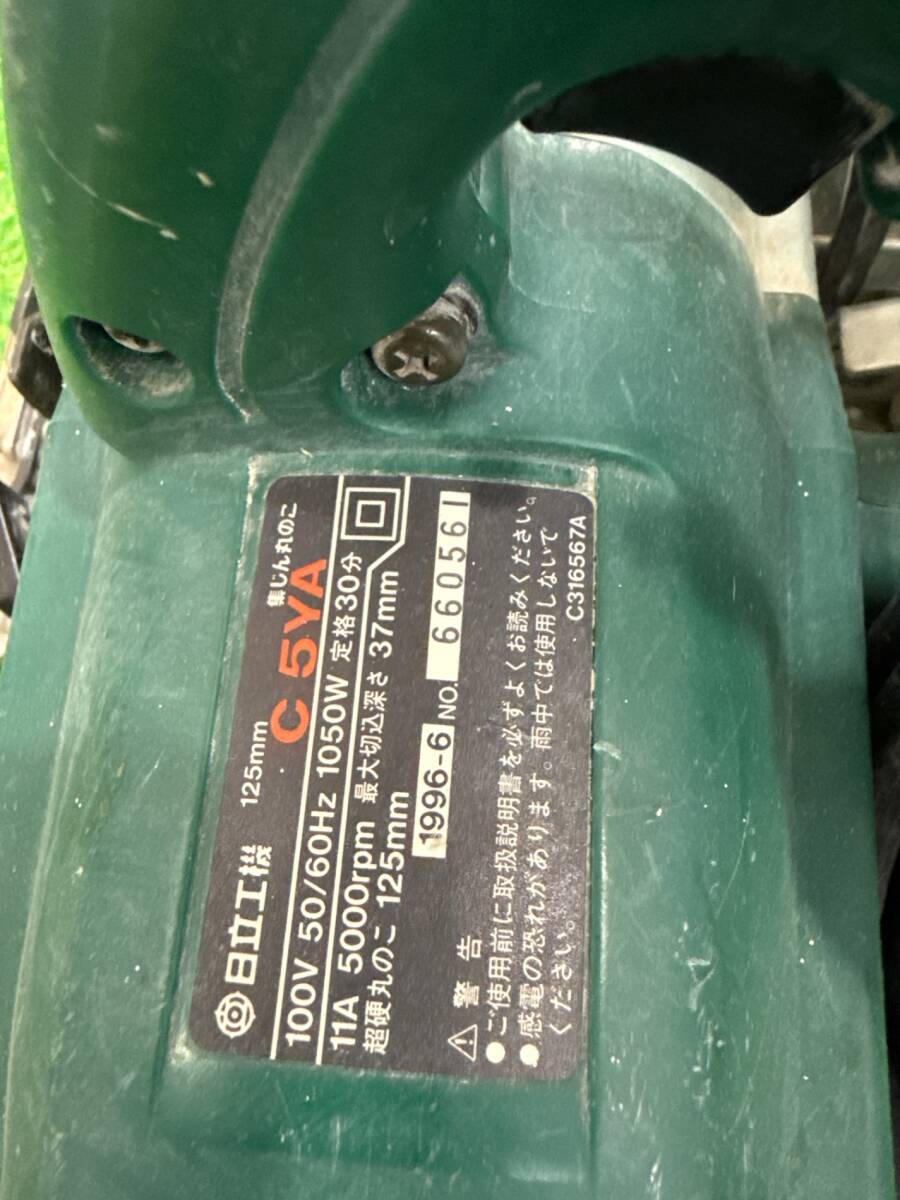 日立工機 125mm 集じん丸のこ C 5YA
100V 50/60Hz 1050W 定格30分
11A 5000rpm 最大切込深さ 37mm
超硬丸のこ 125mm
1996-6 NO. 660561
警告
●ご使用前に取扱説明書を必ずよくお読みください。
●感電の恐れがあります。雨中では使用しないで
ください。
C316567A